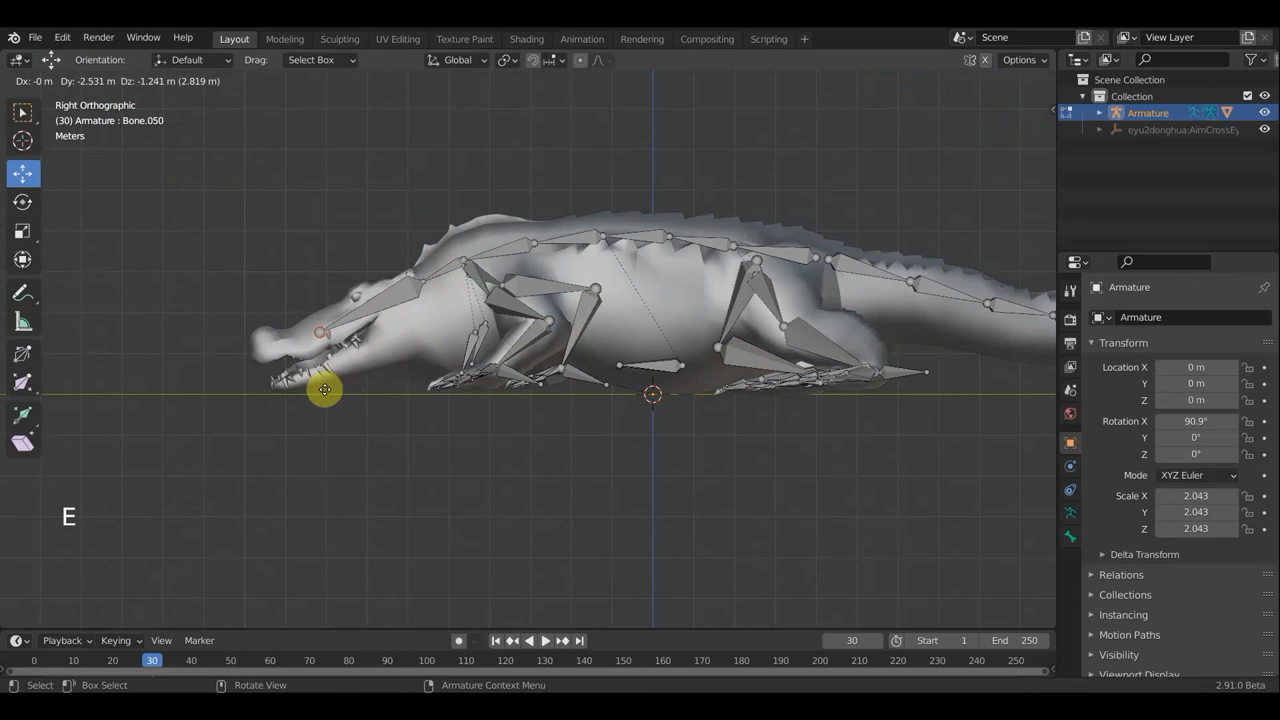 File Edit Render Window Help Layout Modeling Sculpting UV Editing Texture Paint Shading Animation Rendering Compositing Scripting + Scene View Layer
Orientation: Default Drag: Select Box Global X Options
Dx: -0 m Dy: -2.531 m Dz: -1.241 m (2.819 m)
Right Orthographic
(30) Armature : Bone.050
Meters
E
Scene Collection
Collection
Armature
eyu2donghua:AimCrossEy
Armature
Armature
Transform
Location X 0 m
Y 0 m
Z 0 m
Rotation X 90.9°
Y 0°
Z 0°
Mode XYZ Euler
Scale X 2.043
Y 2.043
Z 2.043
Delta Transform
Relations
Collections
Instancing
Motion Paths
Visibility
Viewport Display
Playback Keying View Marker 30 Start 1 End 250
0 10 20 30 40 50 60 70 80 90 100 110 120 130 140 150 160 170 180 190 200 210 220 230 240 250
Select Box Select Rotate View Armature Context Menu 2.91.0 Beta